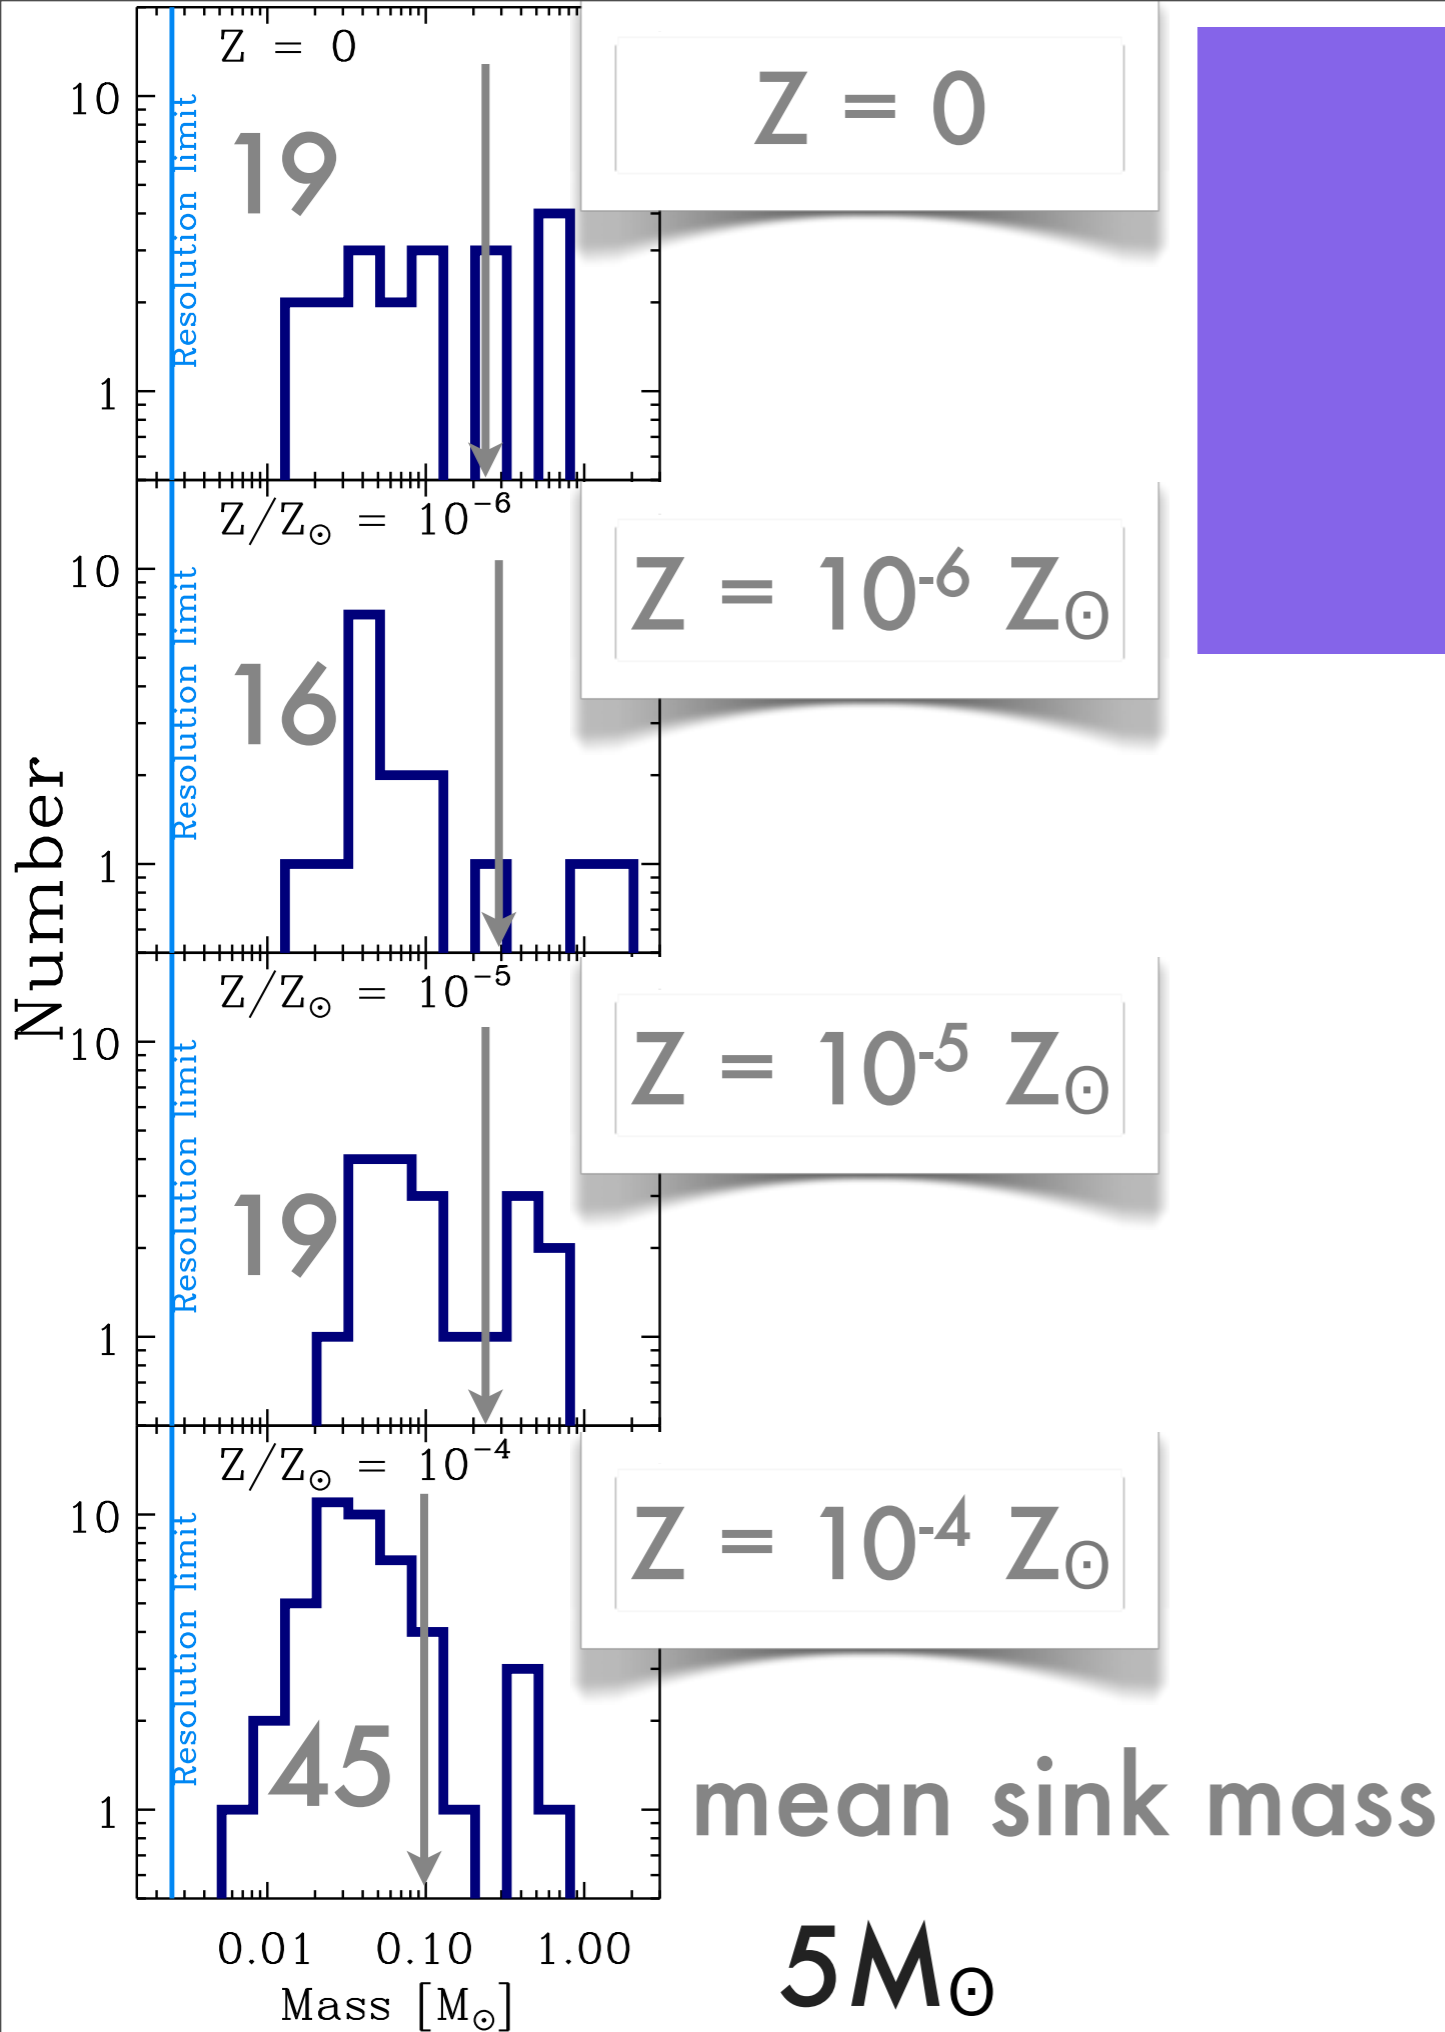 Z = 0
Z = 0
10
19
Resolution limit
1
Z/Z⊙ = 10⁻⁶
Z = 10⁻⁶ Z⊙
10
16
Resolution limit
1
Number
Z/Z⊙ = 10⁻⁵
Z = 10⁻⁵ Z⊙
10
19
Resolution limit
1
Z/Z⊙ = 10⁻⁴
Z = 10⁻⁴ Z⊙
10
Resolution limit
45
mean sink mass
1
0.01 0.10 1.00
Mass [M⊙]
5M⊙